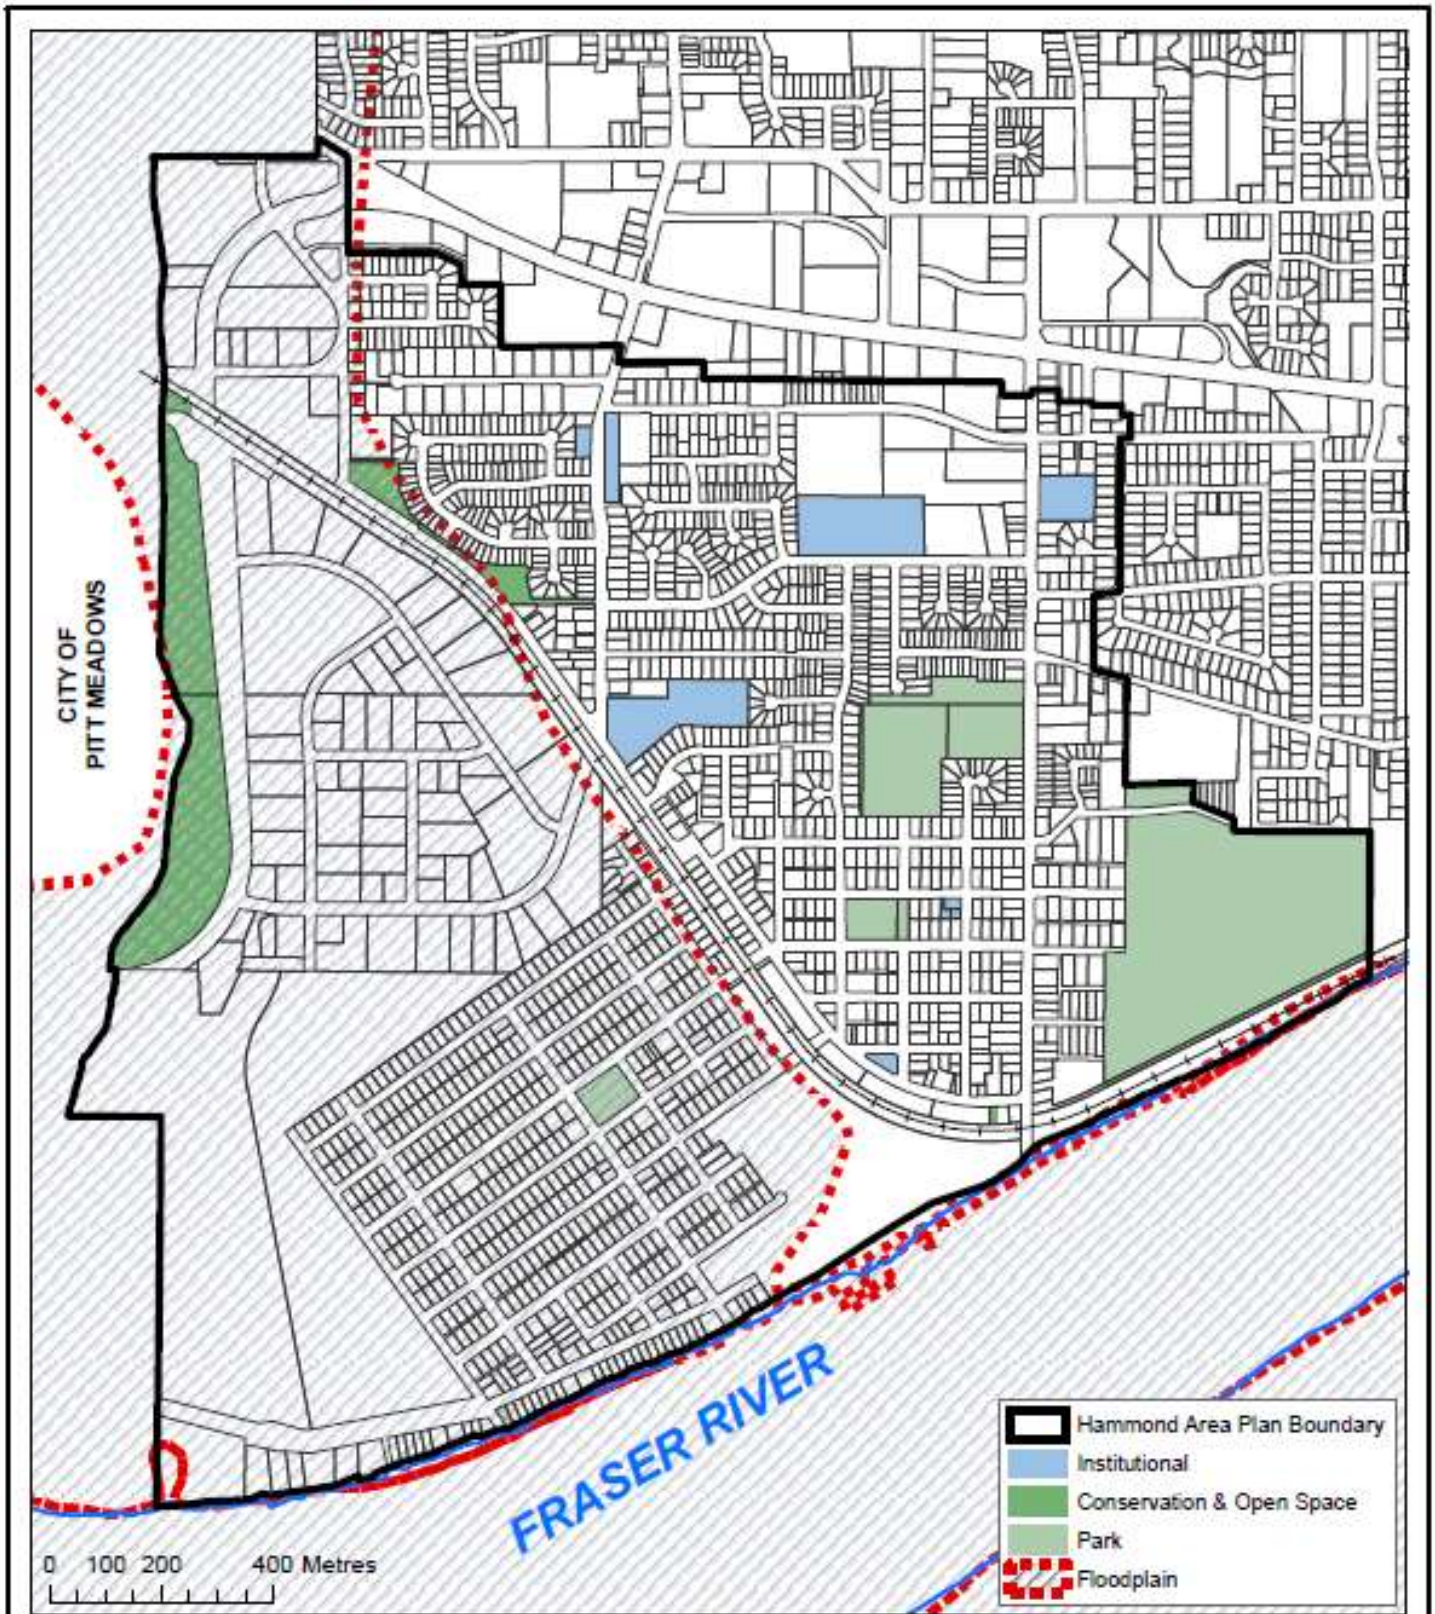 CITY OF
PITT MEADOWS
FRASER RIVER
Hammond Area Plan Boundary
Institutional
Conservation & Open Space
Park
Floodplain
0 100 200 400 Metres